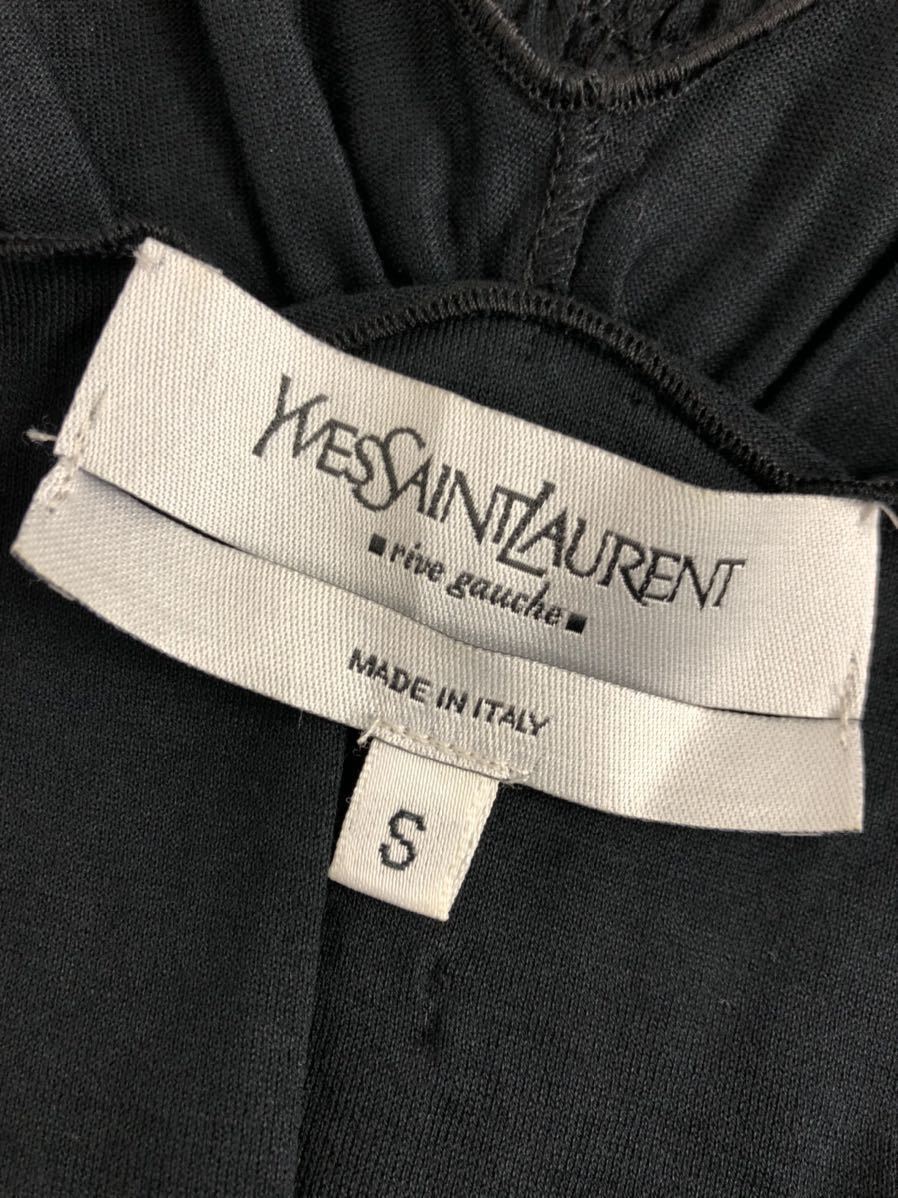 YVESSAINTLAURENT
rive gauche
MADE IN ITALY
S